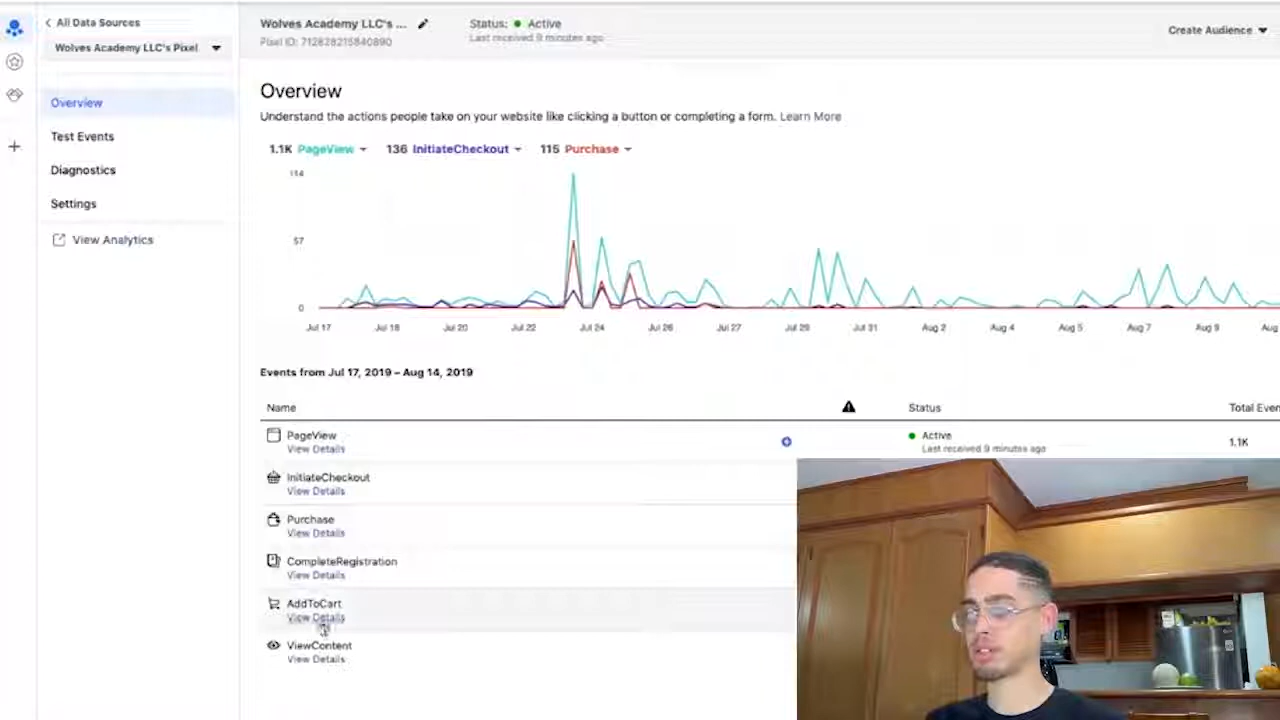 All Data Sources
Wolves Academy LLC's Pixel
Overview
Test Events
Diagnostics
Settings
View Analytics
Wolves Academy LLC's ...
Pixel ID: 712828215840890
Status: Active
Last received 9 minutes ago
Create Audience
Overview
Understand the actions people take on your website like clicking a button or completing a form. Learn More
1.1K PageView 136 InitiateCheckout 115 Purchase
114
57
0
Jul 17 Jul 18 Jul 20 Jul 22 Jul 24 Jul 26 Jul 27 Jul 29 Jul 31 Aug 2 Aug 4 Aug 5 Aug 7 Aug 9 Aug
Events from Jul 17, 2019 – Aug 14, 2019
Name Status Total Even
PageView
View Details
Active
Last received 9 minutes ago
1.1K
InitiateCheckout
View Details
Purchase
View Details
CompleteRegistration
View Details
AddToCart
View Details
ViewContent
View Details